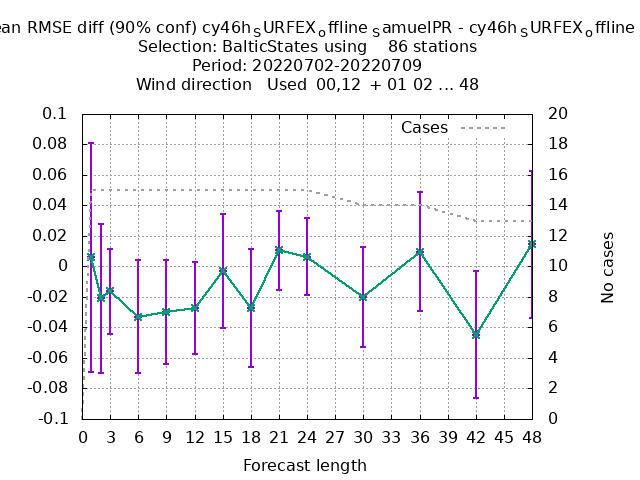 ean RMSE diff (90% conf) cy46h_SURFEX_offline_SamuelPR - cy46h_SURFEX_offline
Selection: BalticStates using 86 stations
Period: 20220702-20220709
Wind direction Used 00,12 + 01 02 ... 48
0.1
0.08
0.06
0.04
0.02
0
-0.02
-0.04
-0.06
-0.08
-0.1
20
18
16
14
12
10
8
6
4
2
0
Cases
No cases
0 3 6 9 12 15 18 21 24 27 30 33 36 39 42 45 48
Forecast length